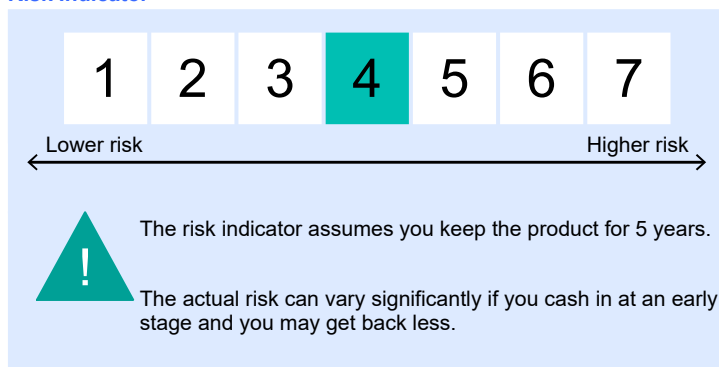 Risk Indicator
1 2 3 4 5 6 7
Lower risk Higher risk
!
The risk indicator assumes you keep the product for 5 years.
The actual risk can vary significantly if you cash in at an early
stage and you may get back less.